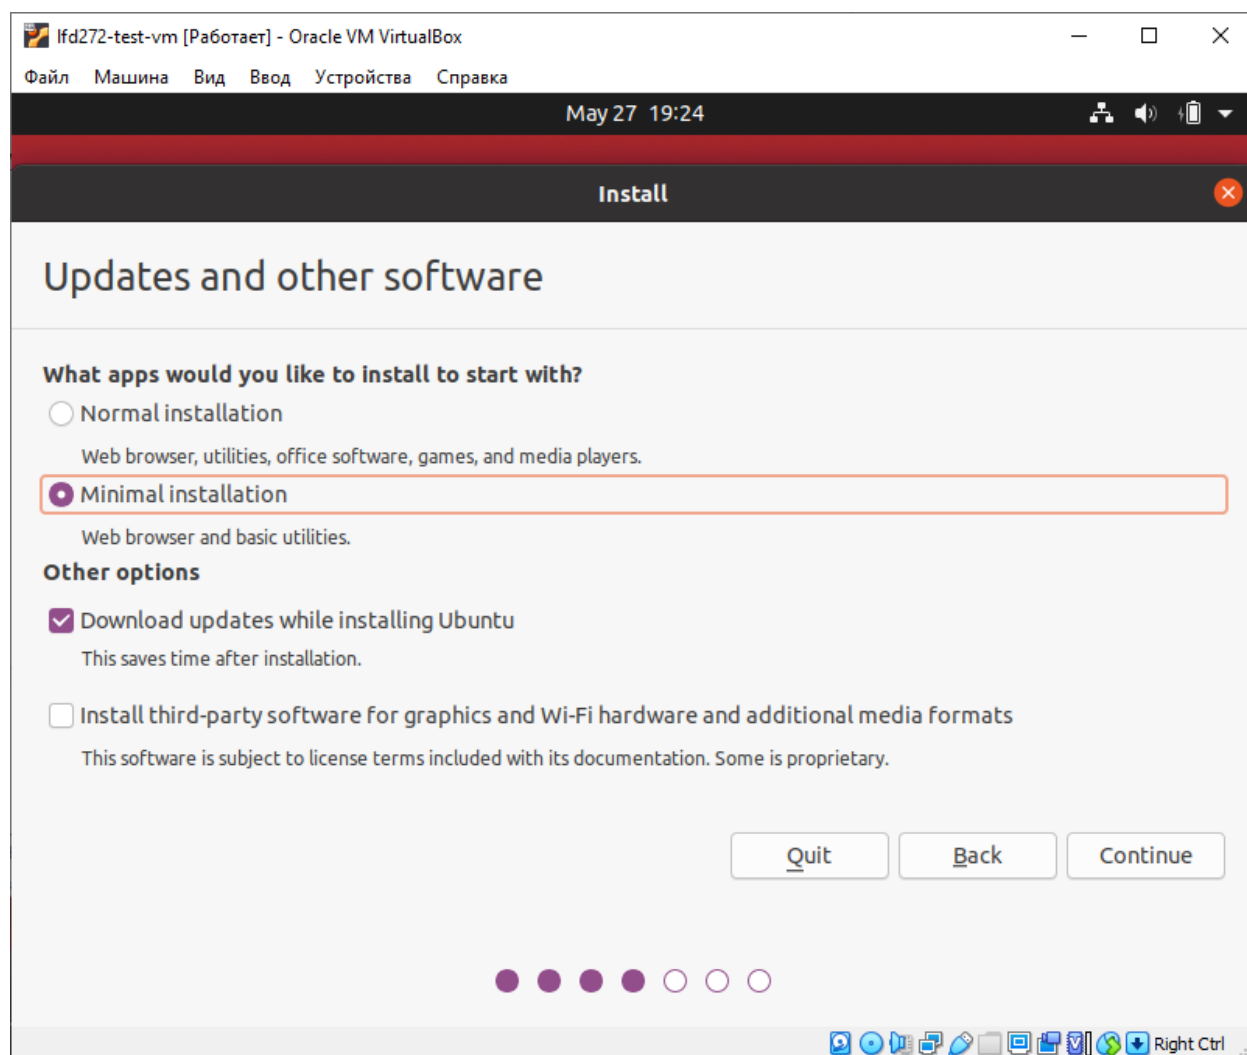 lfd272-test-vm [Работает] - Oracle VM VirtualBox
Файл Машина Вид Ввод Устройства Справка
May 27 19:24
Install
Updates and other software
What apps would you like to install to start with?
Normal installation
Web browser, utilities, office software, games, and media players.
Minimal installation
Web browser and basic utilities.
Other options
Download updates while installing Ubuntu
This saves time after installation.
Install third-party software for graphics and Wi-Fi hardware and additional media formats
This software is subject to license terms included with its documentation. Some is proprietary.
Quit Back Continue
Right Ctrl